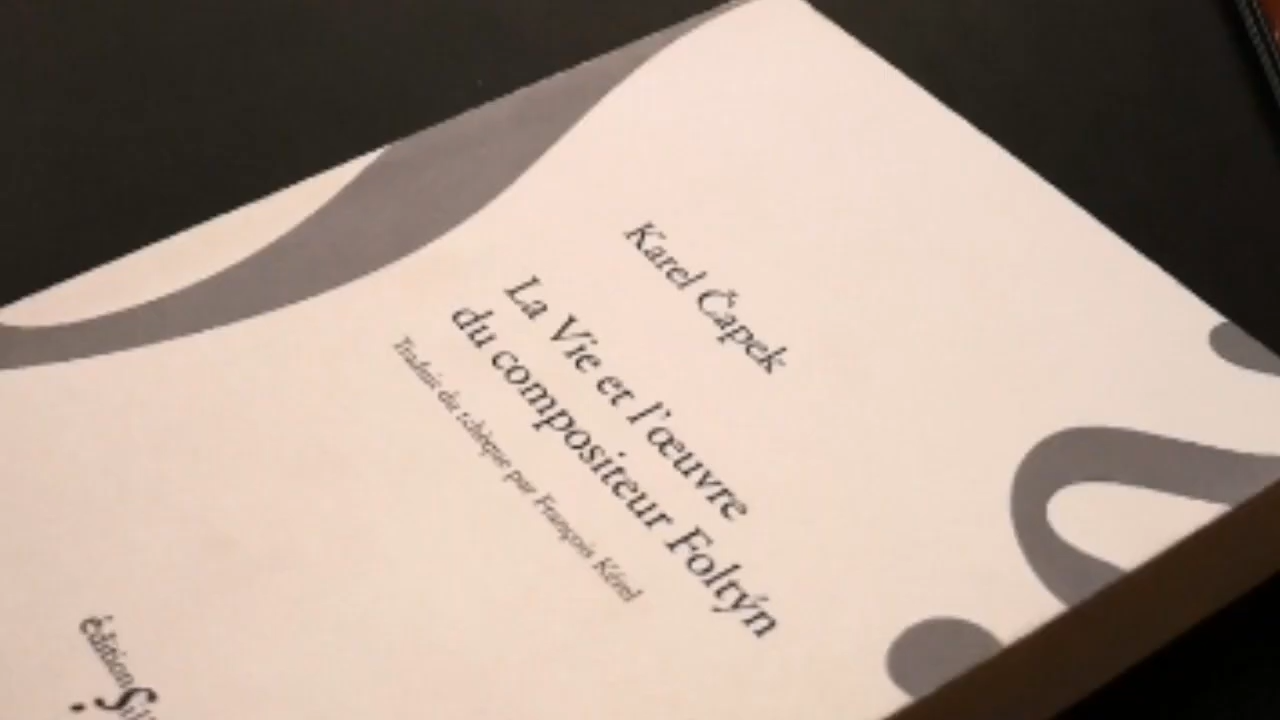 Karel Čapek
La Vie et l'œuvre
du compositeur Foltýn
Traduit du tchèque par François Kérel
édition